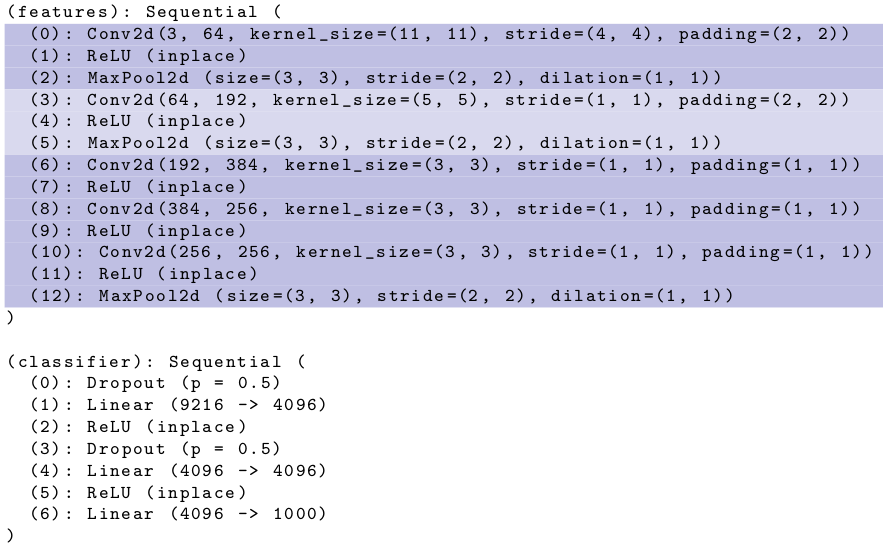 (features): Sequential (
(0): Conv2d(3, 64, kernel_size=(11, 11), stride=(4, 4), padding=(2, 2))
(1): ReLU (inplace)
(2): MaxPool2d (size=(3, 3), stride=(2, 2), dilation=(1, 1))
(3): Conv2d(64, 192, kernel_size=(5, 5), stride=(1, 1), padding=(2, 2))
(4): ReLU (inplace)
(5): MaxPool2d (size=(3, 3), stride=(2, 2), dilation=(1, 1))
(6): Conv2d(192, 384, kernel_size=(3, 3), stride=(1, 1), padding=(1, 1))
(7): ReLU (inplace)
(8): Conv2d(384, 256, kernel_size=(3, 3), stride=(1, 1), padding=(1, 1))
(9): ReLU (inplace)
(10): Conv2d(256, 256, kernel_size=(3, 3), stride=(1, 1), padding=(1, 1))
(11): ReLU (inplace)
(12): MaxPool2d (size=(3, 3), stride=(2, 2), dilation=(1, 1))
)
(classifier): Sequential (
(0): Dropout (p = 0.5)
(1): Linear (9216 -> 4096)
(2): ReLU (inplace)
(3): Dropout (p = 0.5)
(4): Linear (4096 -> 4096)
(5): ReLU (inplace)
(6): Linear (4096 -> 1000)
)